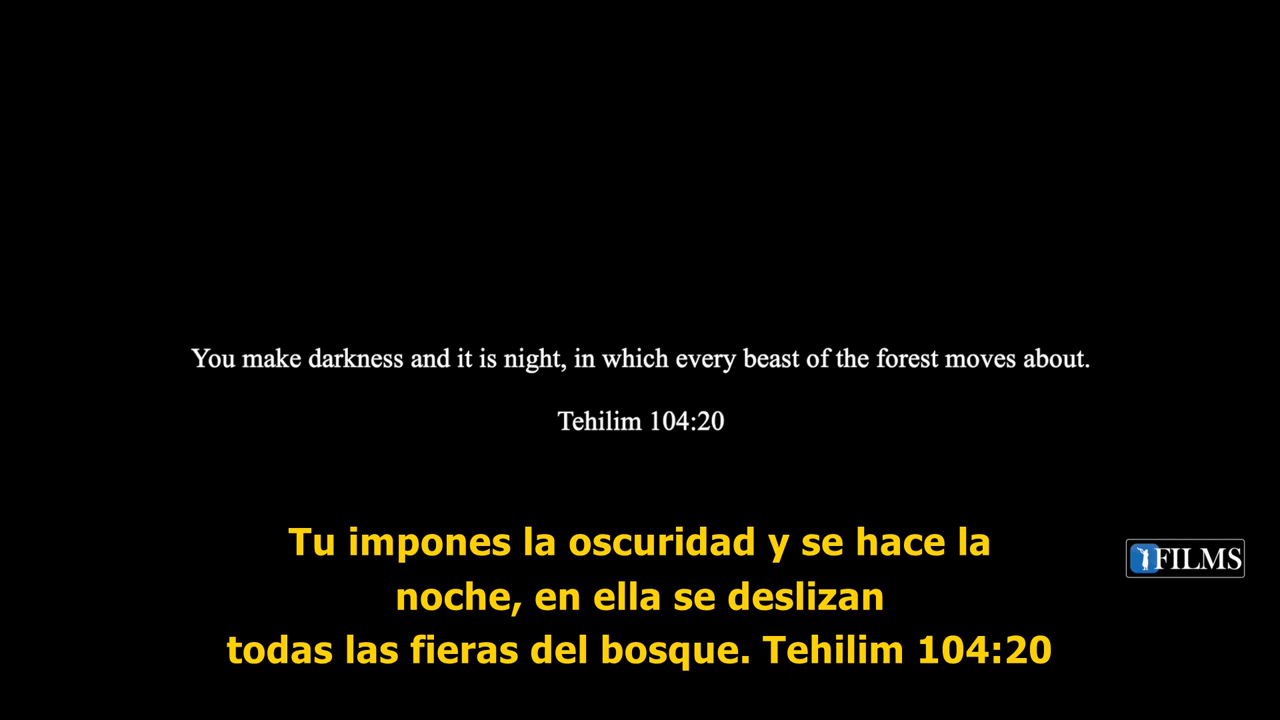 You make darkness and it is night, in which every beast of the forest moves about.
Tehilim 104:20
Tu impones la oscuridad y se hace la
noche, en ella se deslizan
todas las fieras del bosque. Tehilim 104:20
FILMS